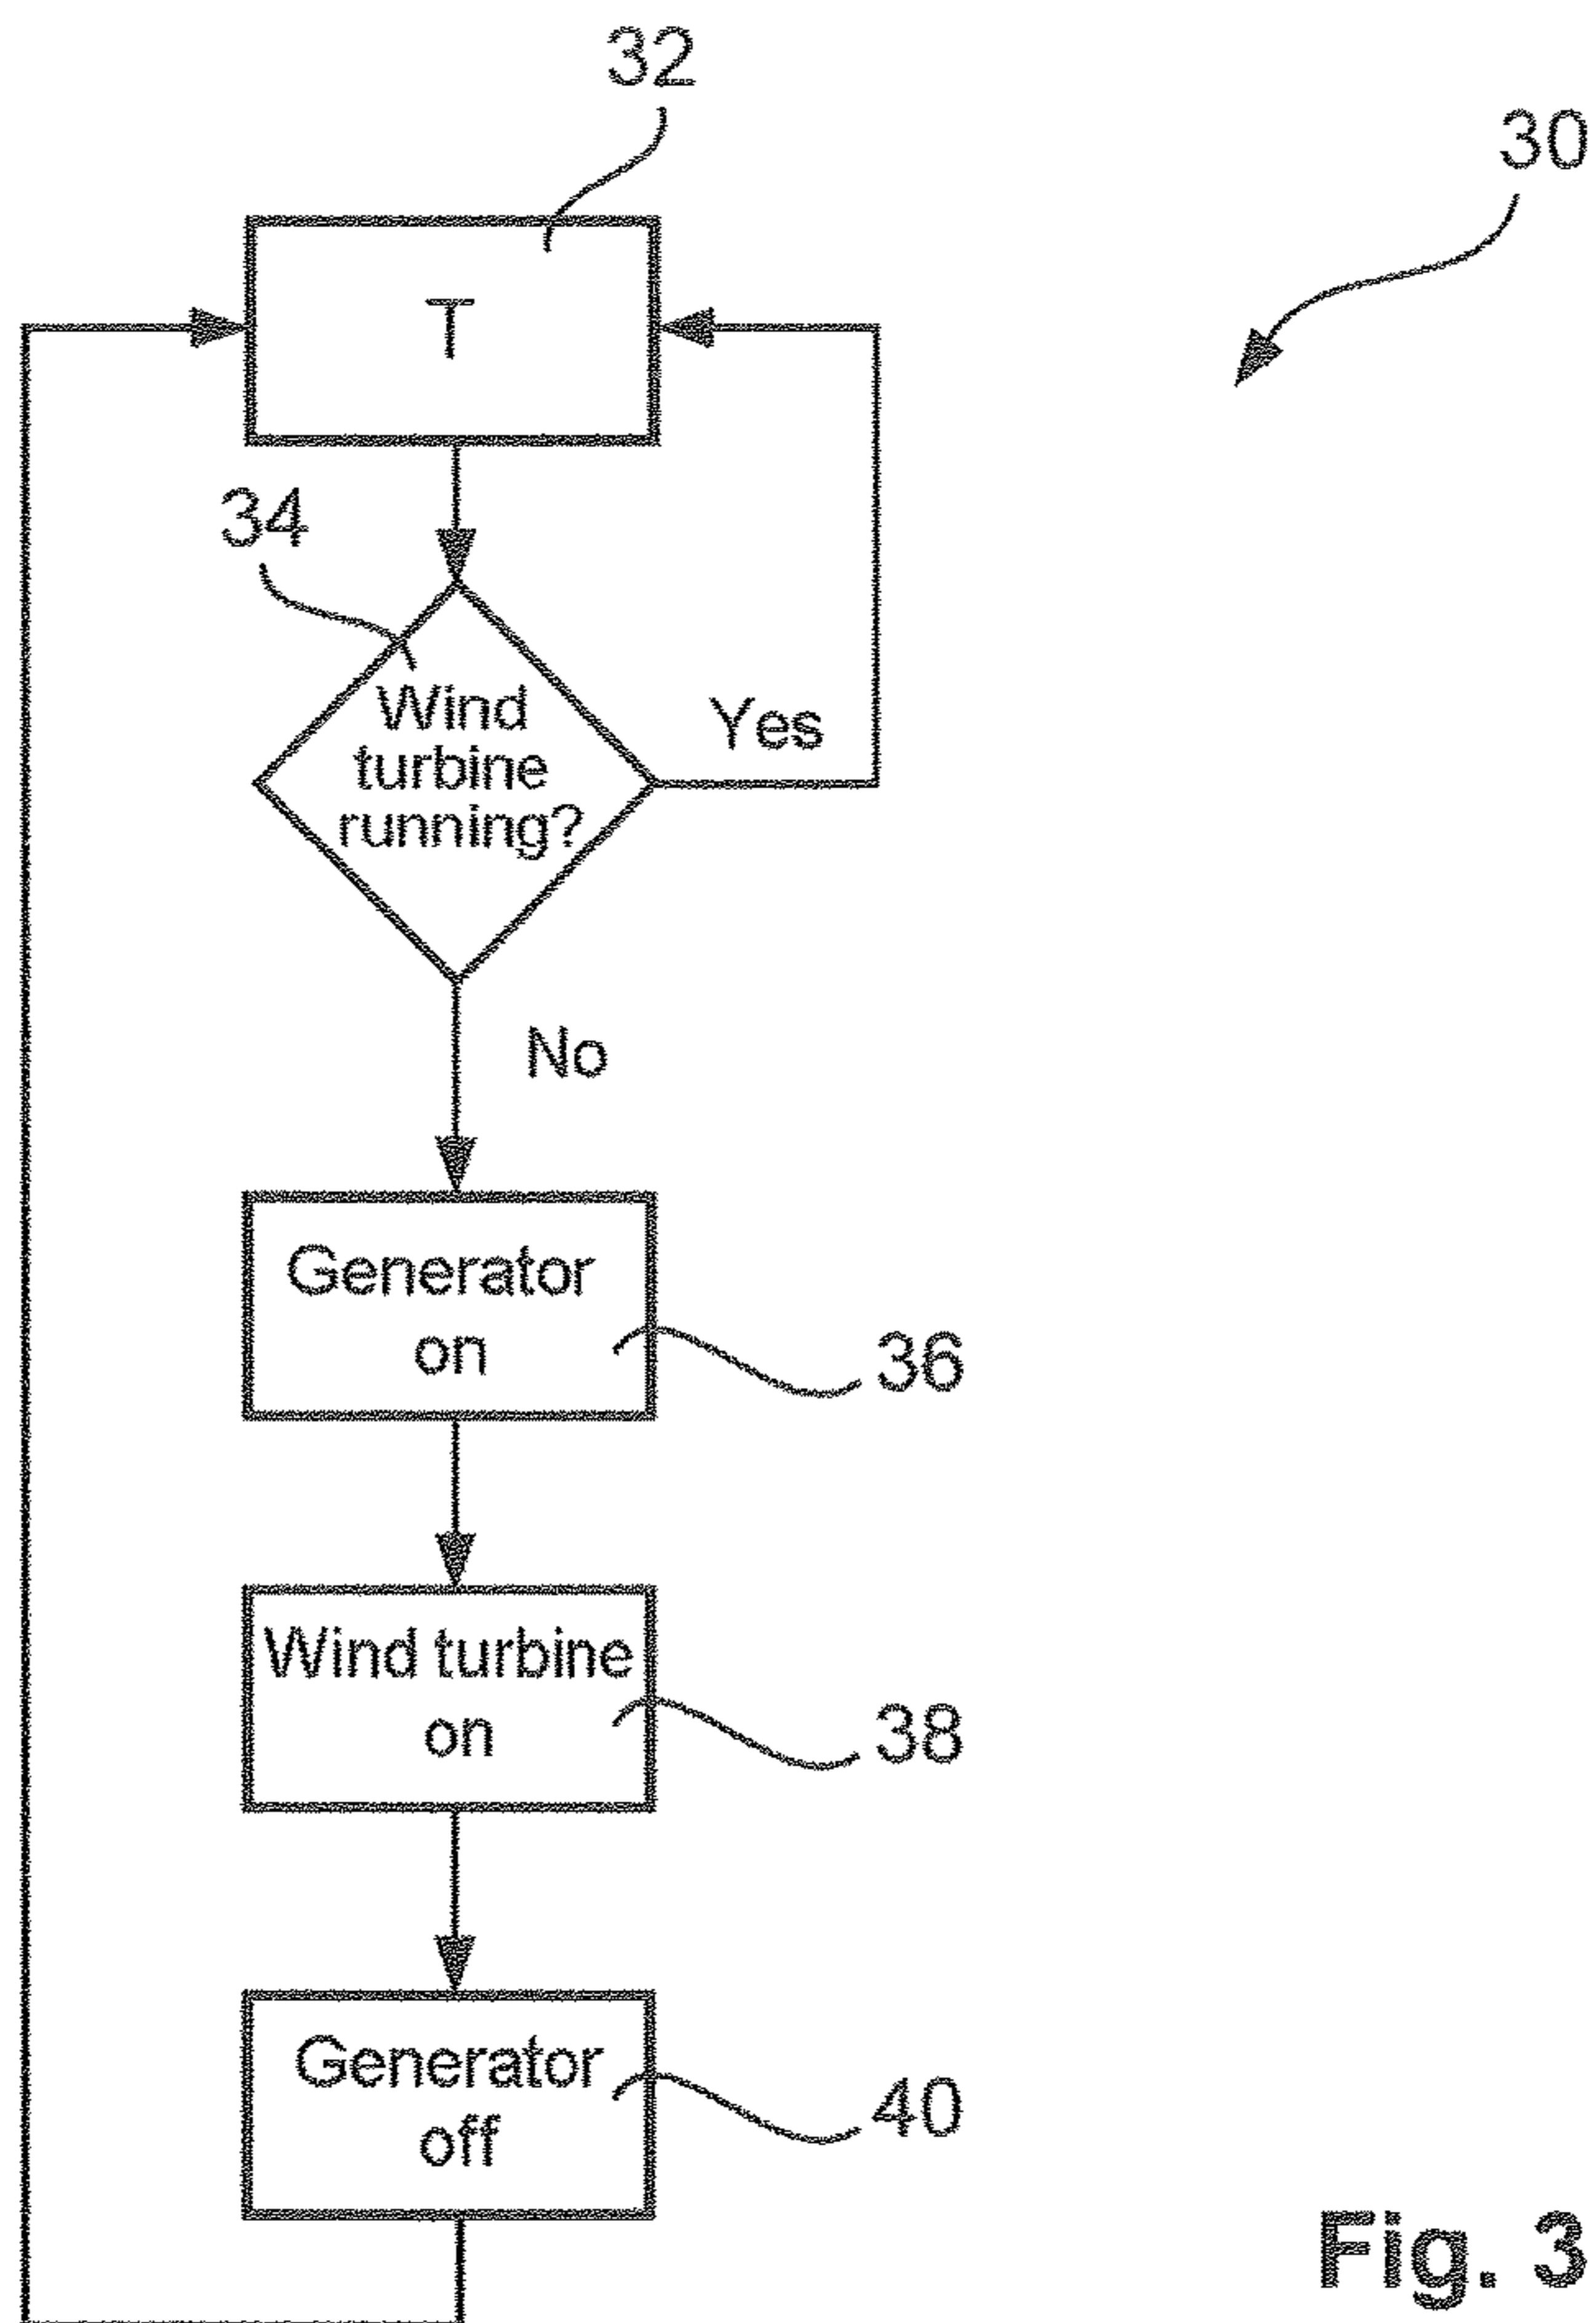 32
30
T
34
Wind
turbine
running?
Yes
No
Generator
on
36
Wind turbine
on
38
Generator
off
40
Fig. 3